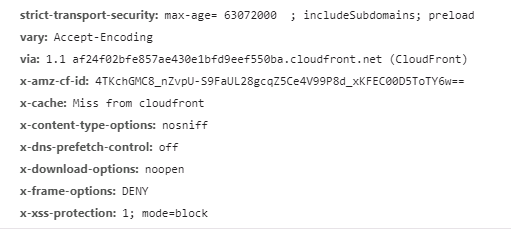 strict-transport-security: max-age= 63072000 ; includeSubdomains; preload
vary: Accept-Encoding
via: 1.1 af24f02bfe857ae430e1bfd9eef550ba.cloudfront.net (CloudFront)
x-amz-cf-id: 4TKchGMC8_nZvpU-S9FaUL28gcqZ5Ce4V99P8d_xKFEC00D5ToTY6w==
x-cache: Miss from cloudfront
x-content-type-options: nosniff
x-dns-prefetch-control: off
x-download-options: noopen
x-frame-options: DENY
x-xss-protection: 1; mode=block